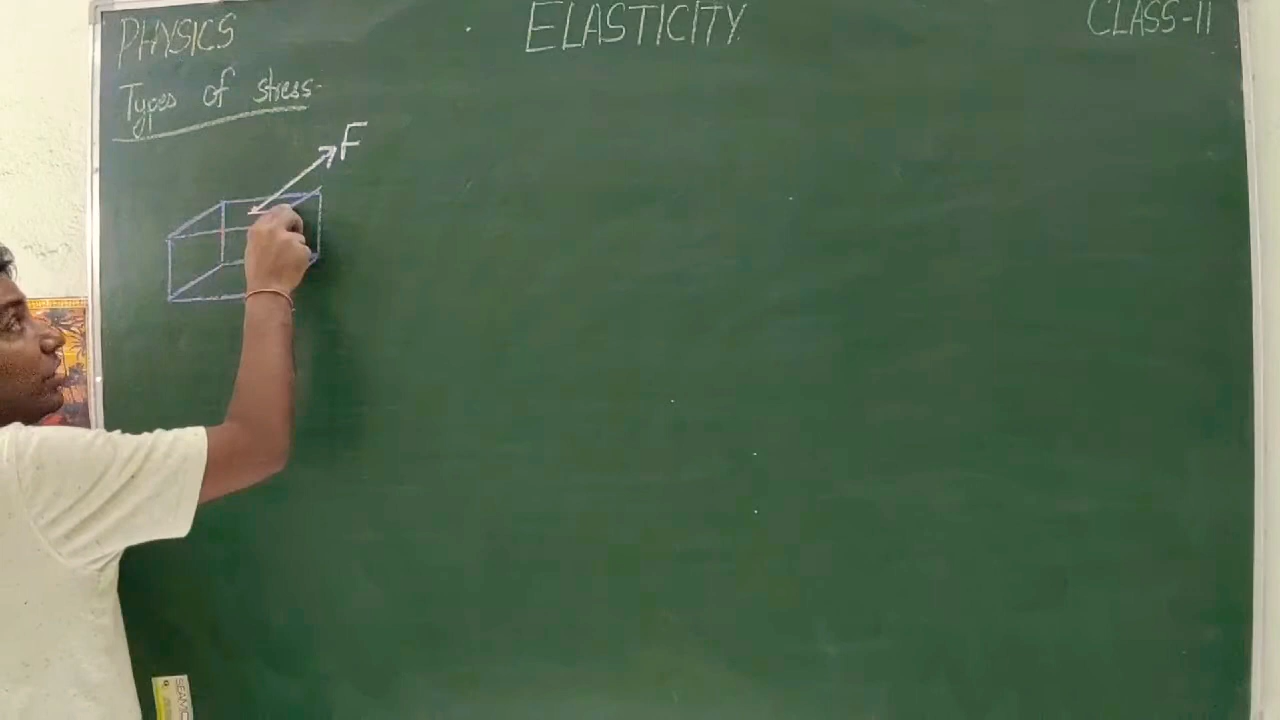 PHYSICS
ELASTICITY
CLASS-11
Types of stress
F